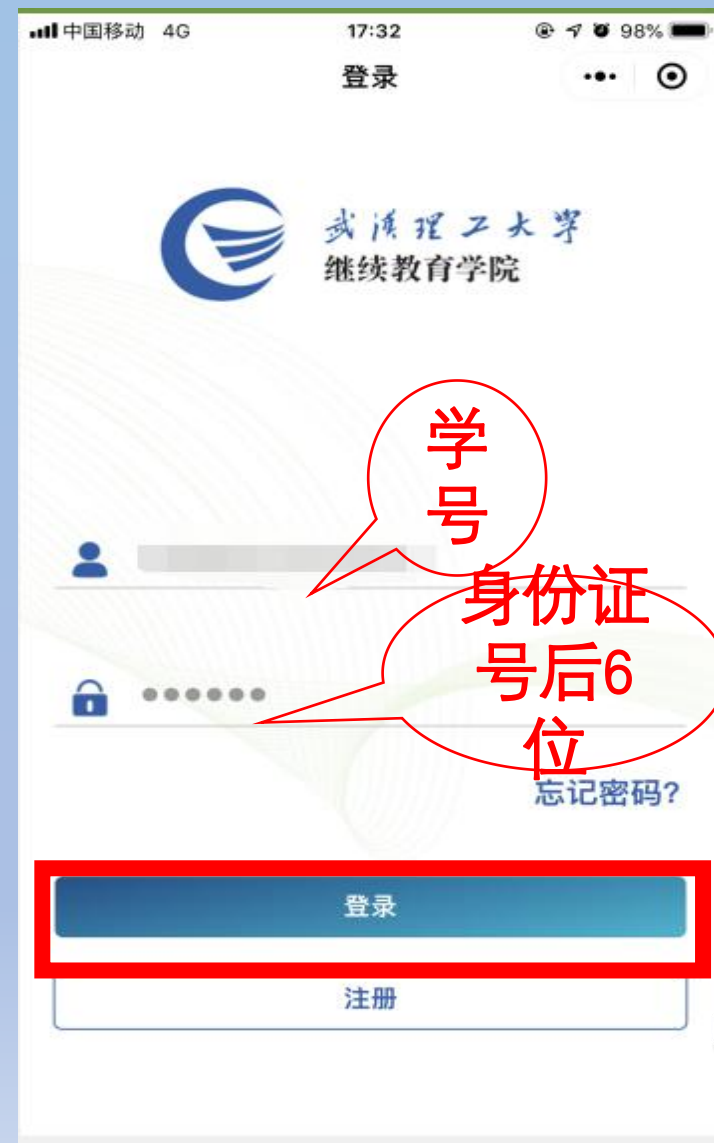 中国移动 4G 17:32 98%
登录
武汉理工大学
继续教育学院
学
号
身份证
号后6
位
忘记密码?
登录
注册